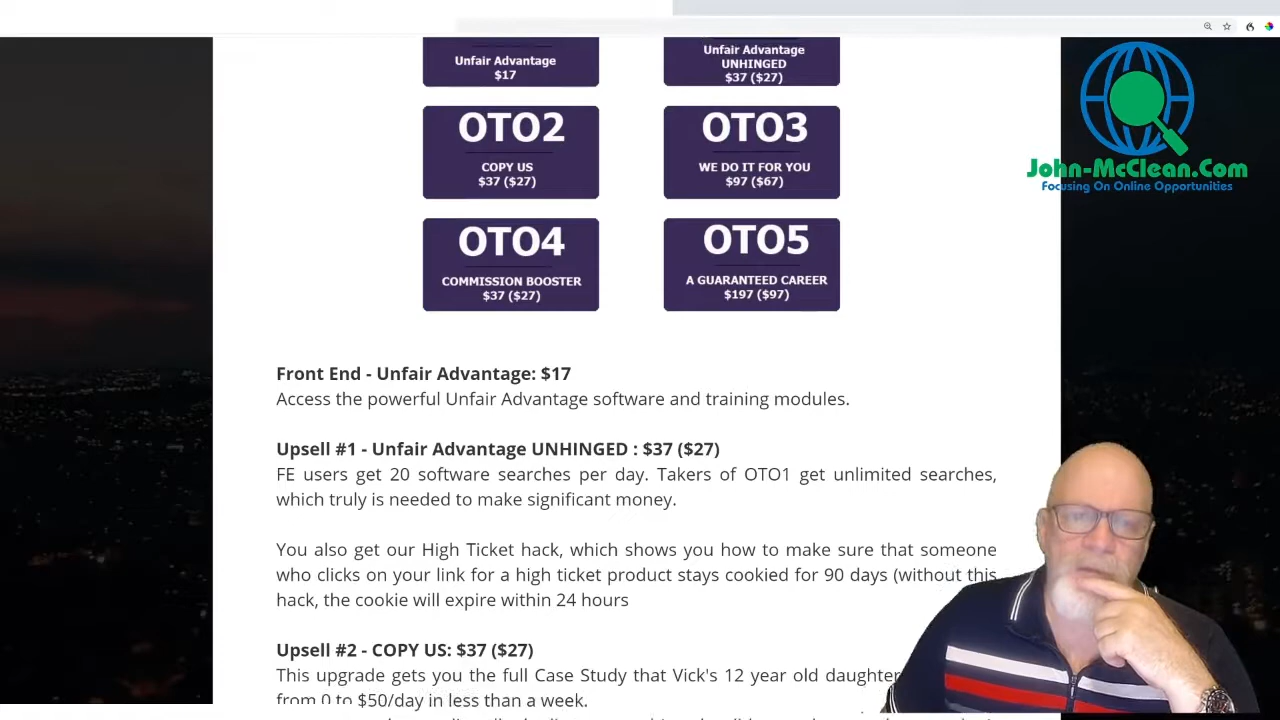 Unfair Advantage
$17
Unfair Advantage
UNHINGED
$37 ($27)
OTO2
COPY US
$37 ($27)
OTO3
WE DO IT FOR YOU
$97 ($67)
OTO4
COMMISSION BOOSTER
$37 ($27)
OTO5
A GUARANTEED CAREER
$197 ($97)
John-McClean.Com
Focusing On Online Opportunities
Front End - Unfair Advantage: $17
Access the powerful Unfair Advantage software and training modules.
Upsell #1 - Unfair Advantage UNHINGED : $37 ($27)
FE users get 20 software searches per day. Takers of OTO1 get unlimited searches,
which truly is needed to make significant money.
You also get our High Ticket hack, which shows you how to make sure that someone
who clicks on your link for a high ticket product stays cookied for 90 days (without this
hack, the cookie will expire within 24 hours
Upsell #2 - COPY US: $37 ($27)
This upgrade gets you the full Case Study that Vick's 12 year old daughter
from 0 to $50/day in less than a week.